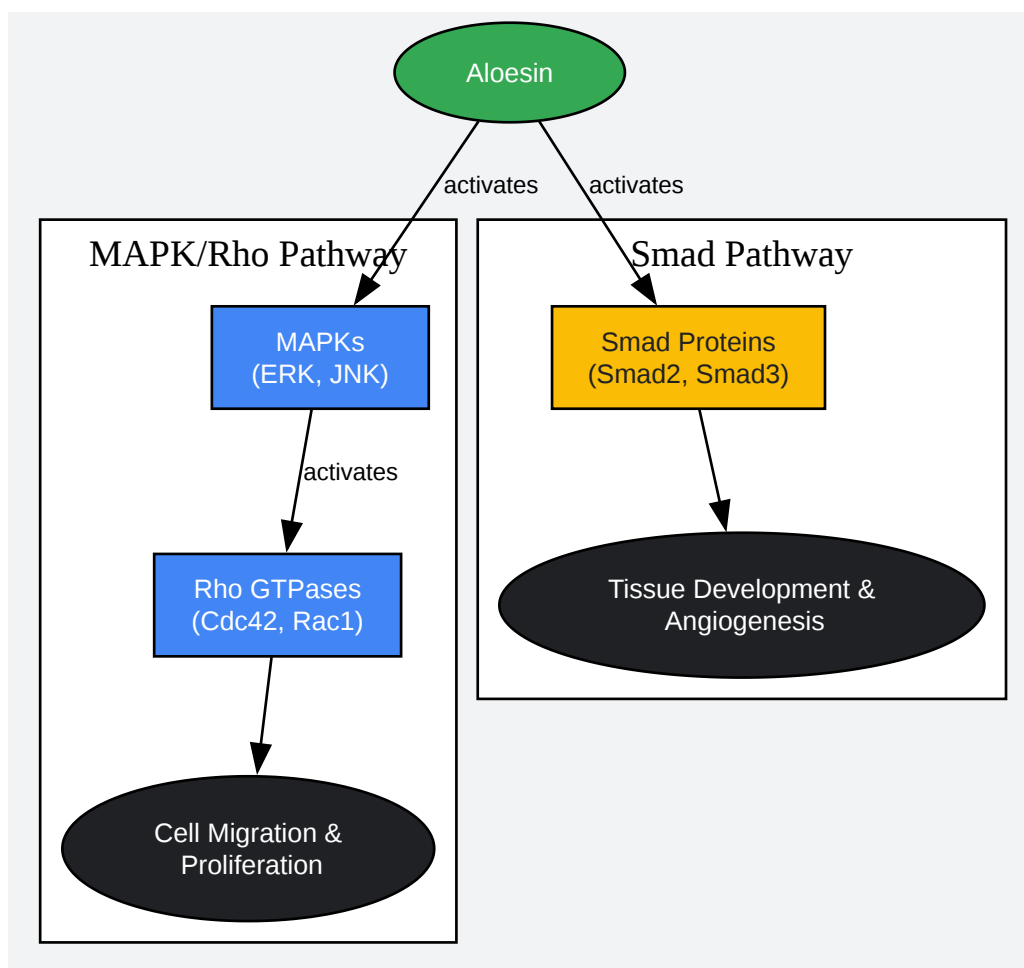 Aloesin
activates
activates
MAPK/Rho Pathway
MAPKs
(ERK, JNK)
activates
Rho GTPases
(Cdc42, Rac1)
Cell Migration &
Proliferation
Smad Pathway
Smad Proteins
(Smad2, Smad3)
Tissue Development &
Angiogenesis